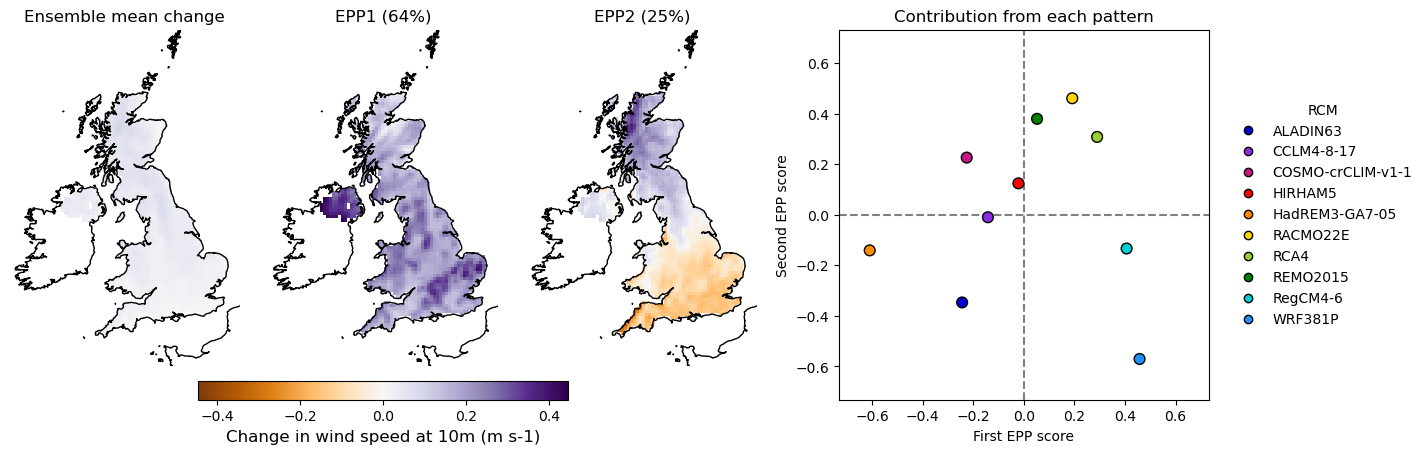 Ensemble mean change
EPP1 (64%)
EPP2 (25%)
Contribution from each pattern
−0.4
−0.2
0.0
0.2
0.4
Change in wind speed at 10m (m s-1)
Second EPP score
0.6
0.4
0.2
0.0
−0.2
−0.4
−0.6
−0.6
−0.4
−0.2
0.0
0.2
0.4
0.6
First EPP score
RCM
ALADIN63
CCLM4-8-17
COSMO-crCLIM-v1-1
HIRHAM5
HadREM3-GA7-05
RACMO22E
RCA4
REMO2015
RegCM4-6
WRF381P